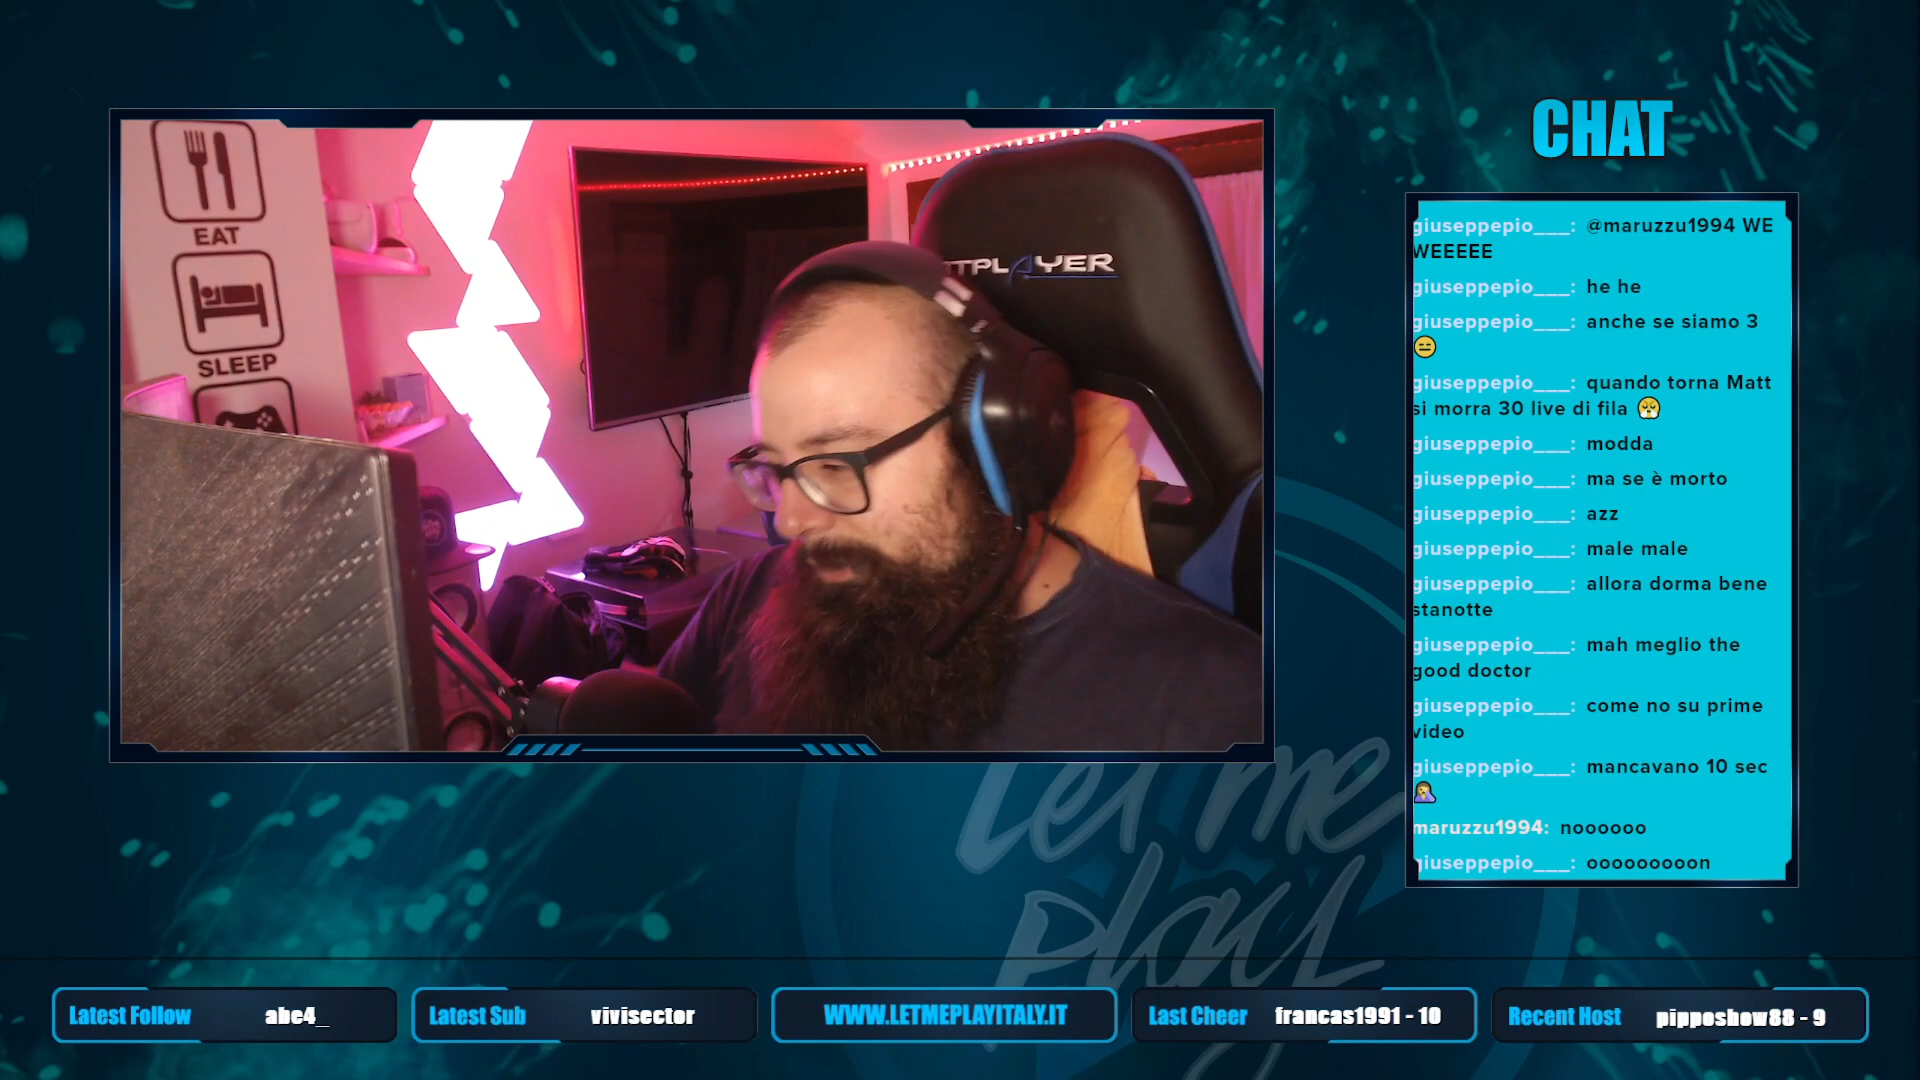 EAT
SLEEP
CHAT
giuseppepio___: @maruzzu1994 WE
WEEEEE
giuseppepio___: he he
giuseppepio___: anche se siamo 3
😑
giuseppepio___: quando torna Matt
si morra 30 live di fila 😤
giuseppepio___: modda
giuseppepio___: ma se è morto
giuseppepio___: azz
giuseppepio___: male male
giuseppepio___: allora dorma bene
stanotte
giuseppepio___: mah meglio the
good doctor
giuseppepio___: come no su prime
video
giuseppepio___: mancavano 10 sec
🤦
maruzzu1994: noooooo
giuseppepio___: ooooooooon
Let me
play
Latest Follow abe4_
Latest Sub vivisector
WWW.LETMEPLAYITALY.IT
Last Cheer francas1991 - 10
Recent Host pipposhow88 - 9